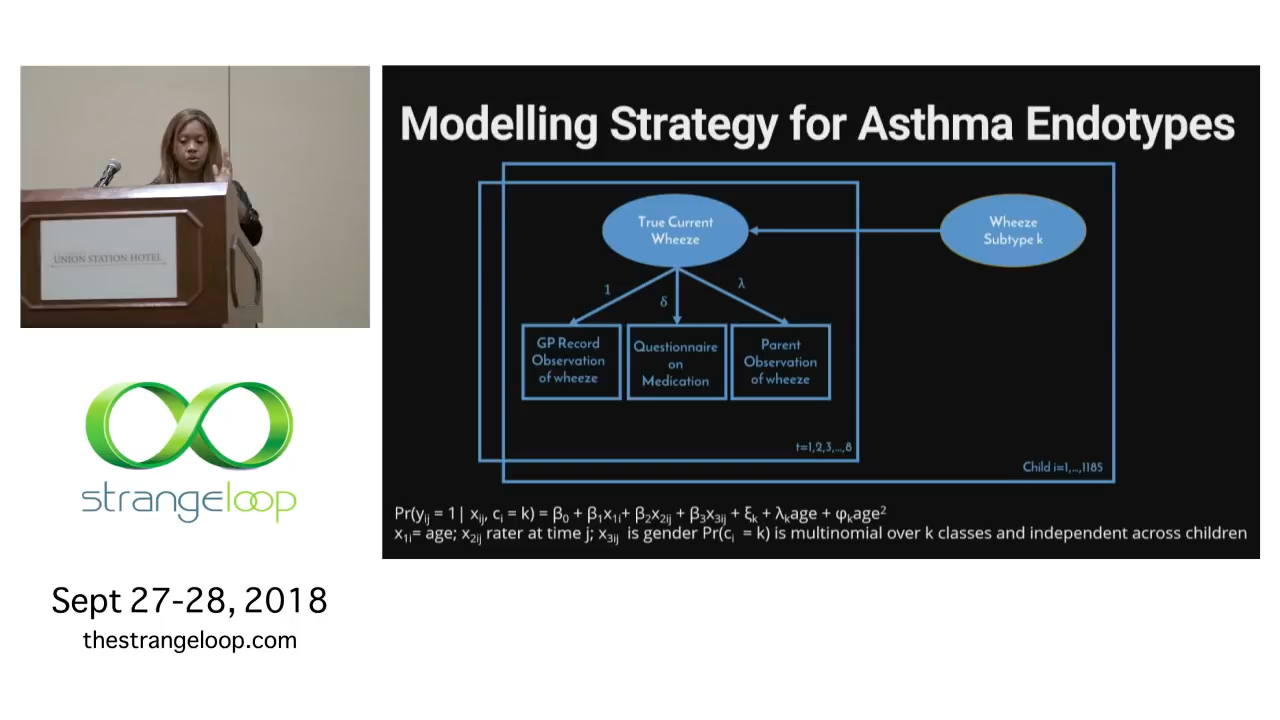 Modelling Strategy for Asthma Endotypes
True Current
Wheeze
Wheeze
Subtype k
1
δ
λ
GP Record
Observation
of wheeze
Questionnaire
on
Medication
Parent
Observation
of wheeze
t=1,2,3,...,8
Child i=1,...,1185
Pr(yij = 1| xij, ci = k) = β0 + β1x1i+ β2x2ij + β3x3ij + ξk + λkage + φkage²
x1i= age; x2ij rater at time j; x3ij is gender Pr(ci = k) is multinomial over k classes and independent across children
UNION STATION HOTEL
strangeloop
Sept 27-28, 2018
thestrangeloop.com